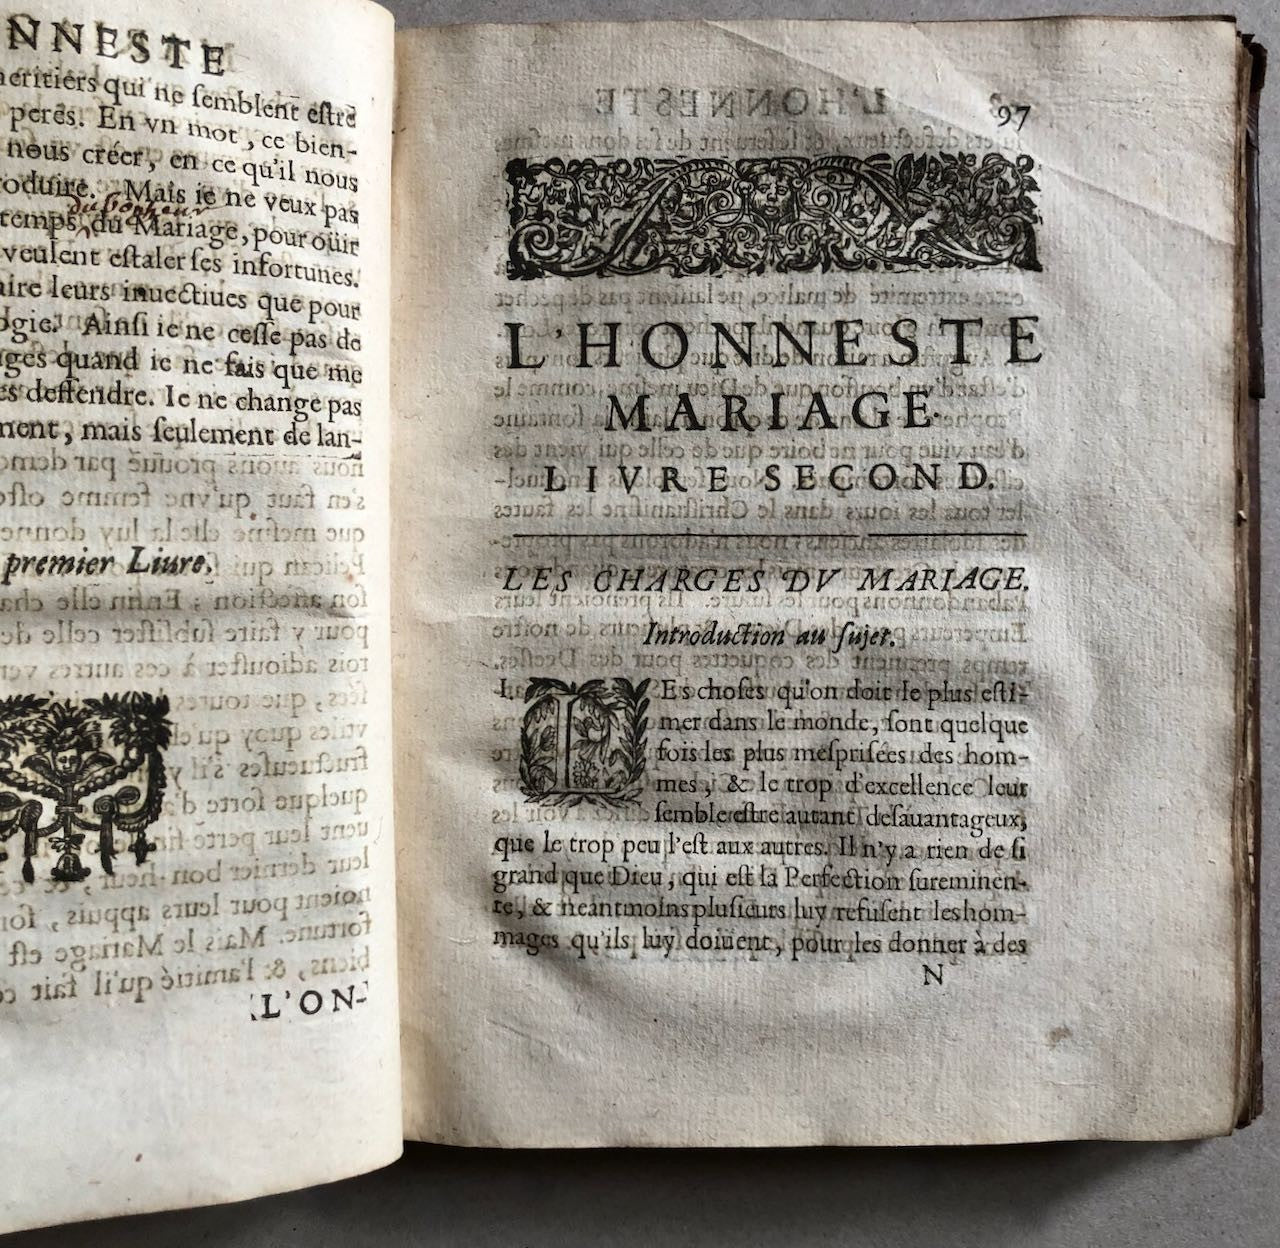 NNESTE
heritiers qui ne semblent estre
peres. En vn mot, ce bien-
nous créer, en ce qu'il nous
roduire. Mais ie ne veux pas
du bonheur
temps, du Mariage, pour oüir
veulent estaler ses infortunes.
aire leurs inuectiues que pour
ogie. Ainsi ie ne cesse pas de
ges quand ie ne fais que me
es deffendre. Ie ne change pas
ment, mais seulement de lan-
premier Liure.
L'ON-
97
L'HONNESTE
MARIAGE.
LIVRE SECOND.
LES CHARGES DV MARIAGE.
Introduction au sujet.
I. LEs choses qu'on doit le plus esti-
mer dans le monde, sont quelque
fois les plus mesprisées des hom-
mes, & le trop d'excellence leur
semble estre autant desauantageux,
que le trop peu l'est aux autres. Il n'y a rien de si
grand que Dieu, qui est la Perfection sureminen-
te, & neantmoins plusieurs luy refusent les hom-
mages qu'ils luy doiuent, pour les donner à des
N